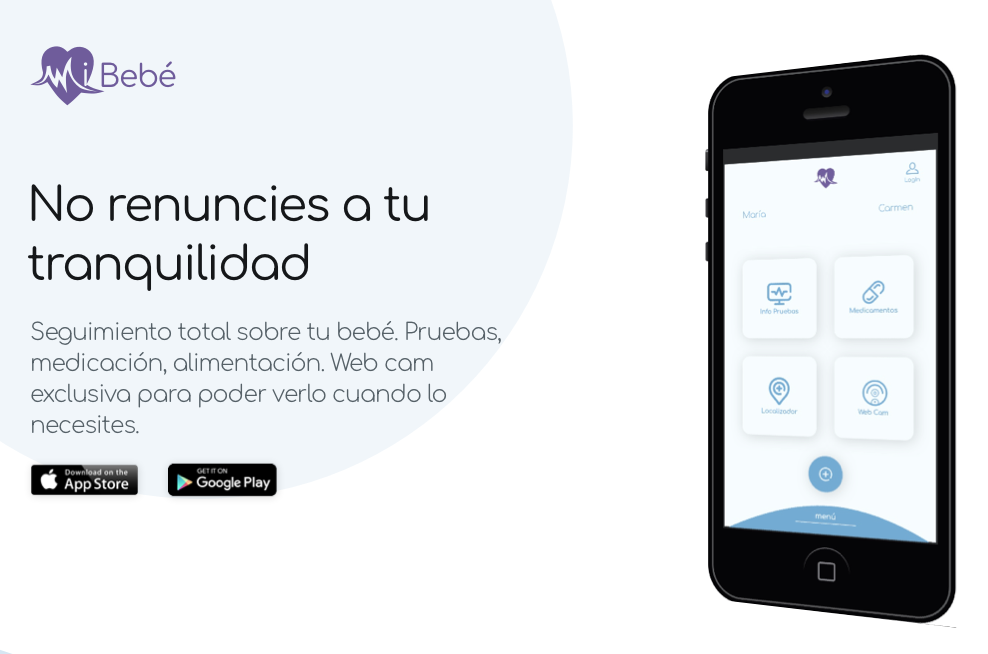 Mi Bebé
No renuncies a tu
tranquilidad
Seguimiento total sobre tu bebé. Pruebas,
medicación, alimentación. Web cam
exclusiva para poder verlo cuando lo
necesites.
Download on the
App Store
GET IT ON
Google Play
Login
María
Carmen
Info Pruebas
Medicamentos
Localizador
Web Cam
menú